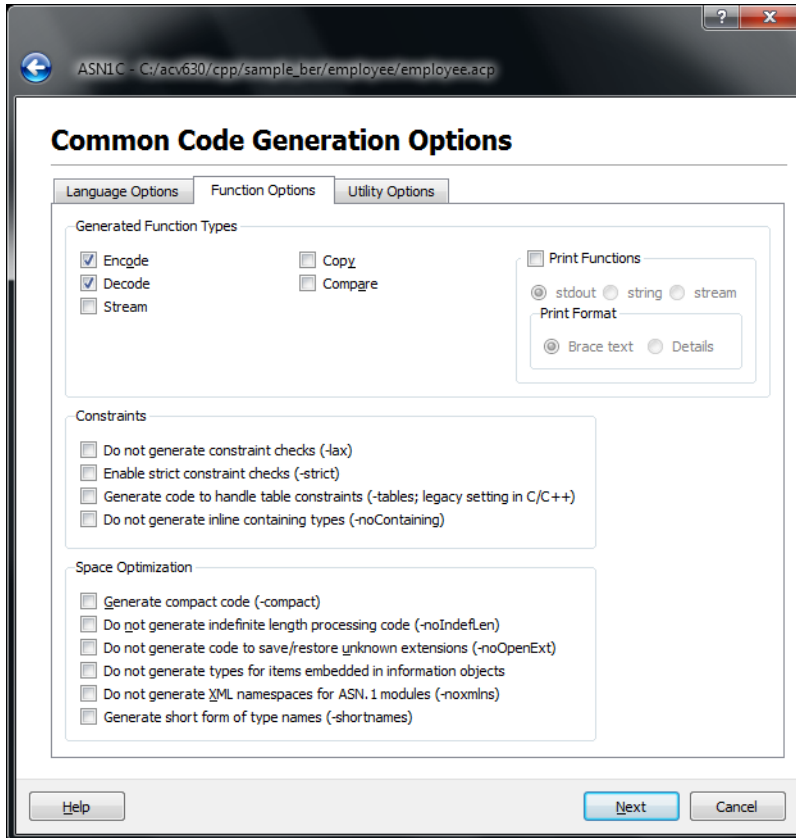 ?
X
ASN1C - C:/acv630/cpp/sample_ber/employee/employee.acp
Common Code Generation Options
Language Options Function Options Utility Options
Generated Function Types
Encode Copy Print Functions
Decode Compare stdout string stream
Stream Print Format
Brace text Details
Constraints
Do not generate constraint checks (-lax)
Enable strict constraint checks (-strict)
Generate code to handle table constraints (-tables; legacy setting in C/C++)
Do not generate inline containing types (-noContaining)
Space Optimization
Generate compact code (-compact)
Do not generate indefinite length processing code (-noIndefLen)
Do not generate code to save/restore unknown extensions (-noOpenExt)
Do not generate types for items embedded in information objects
Do not generate XML namespaces for ASN.1 modules (-noxmlns)
Generate short form of type names (-shortnames)
Help Next Cancel